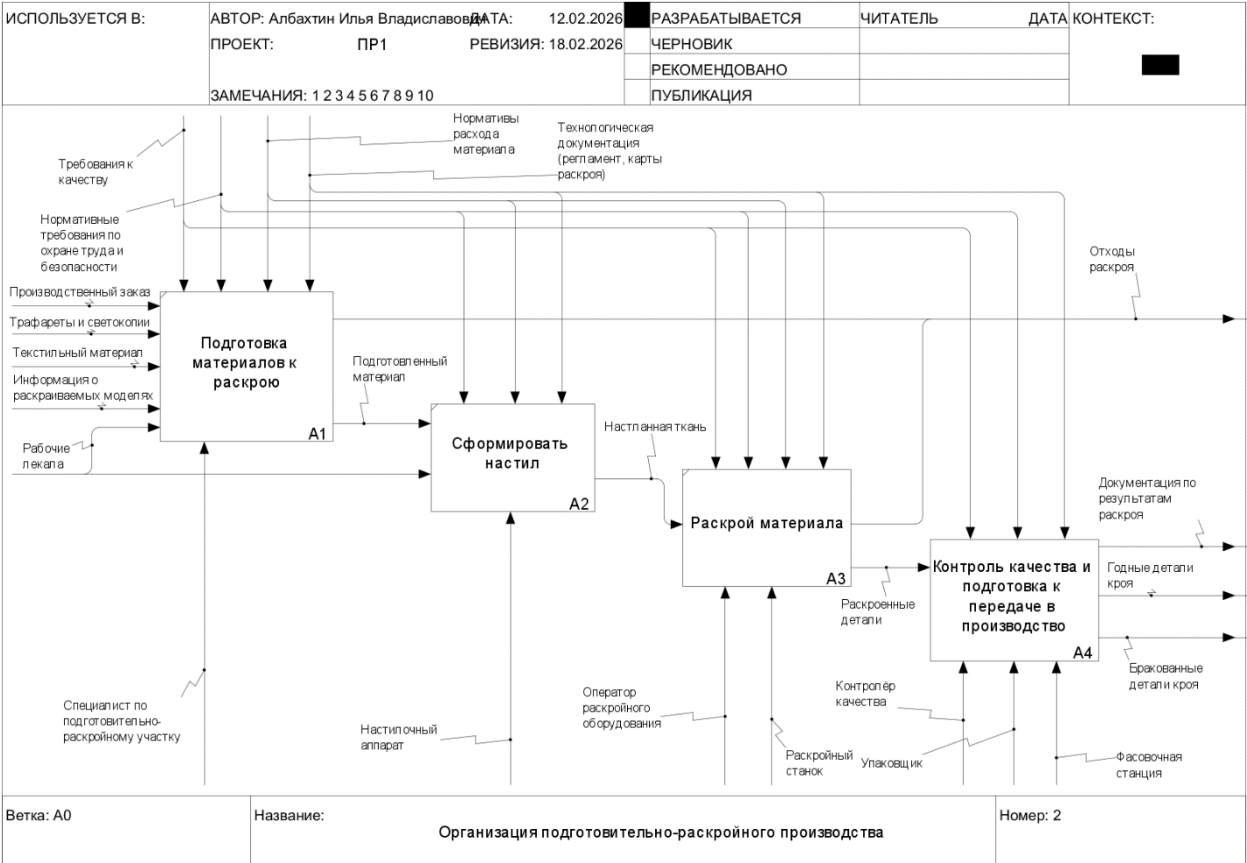 ИСПОЛЬЗУЕТСЯ В:
АВТОР: Албахтин Илья Владиславович
ДАТА: 12.02.2026
РАЗРАБАТЫВАЕТСЯ
ЧИТАТЕЛЬ
ДАТА
КОНТЕКСТ:
ПРОЕКТ: ПР1
РЕВИЗИЯ: 18.02.2026
ЧЕРНОВИК
РЕКОМЕНДОВАНО
ЗАМЕЧАНИЯ: 1 2 3 4 5 6 7 8 9 10
ПУБЛИКАЦИЯ
Нормативы
расхода
материала
Технологическая
документация
(регламент, карты
раскроя)
Требования к
качеству
Нормативные
требования по
охране труда и
безопасности
Отходы
раскроя
Производственный заказ
Трафареты и светокопии
Текстильный материал
Информация о
раскраиваемых моделях
Рабочие
лекала
Подготовка
материалов к
раскрою
A1
Подготовленный
материал
Сформировать
настил
A2
Настланная ткань
Раскрой материала
A3
Раскроенные
детали
Контроль качества и
подготовка к
передаче в
производство
A4
Документация по
результатам
раскроя
Годные детали
кроя
Бракованные
детали кроя
Специалист по
подготовительно-
раскройному участку
Настилочный
аппарат
Оператор
раскройного
оборудования
Раскройный
станок
Контролёр
качества
Упаковщик
Фасовочная
станция
Ветка: A0
Название:
Организация подготовительно-раскройного производства
Номер: 2